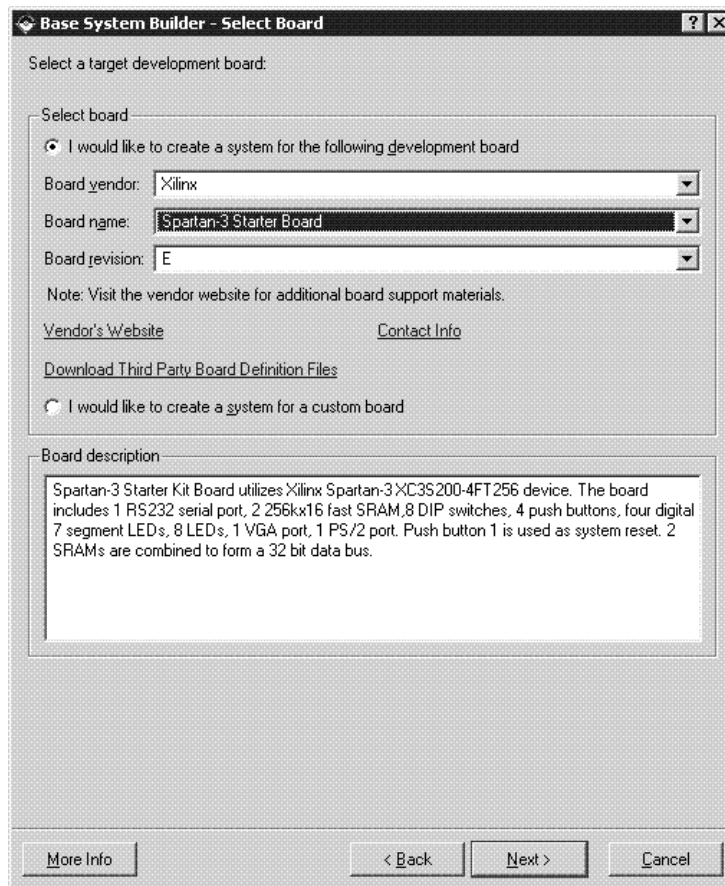 Base System Builder - Select Board
Select a target development board:
Select board
I would like to create a system for the following development board
Board vendor: Xilinx
Board name: Spartan-3 Starter Board
Board revision: E
Note: Visit the vendor website for additional board support materials.
Vendor's Website Contact Info
Download Third Party Board Definition Files
I would like to create a system for a custom board
Board description
Spartan-3 Starter Kit Board utilizes Xilinx Spartan-3 XC3S200-4FT256 device. The board
includes 1 RS232 serial port, 2 256kx16 fast SRAM,8 DIP switches, 4 push buttons, four digital
7 segment LEDs, 8 LEDs, 1 VGA port, 1 PS/2 port. Push button 1 is used as system reset. 2
SRAMs are combined to form a 32 bit data bus.
More Info < Back Next > Cancel